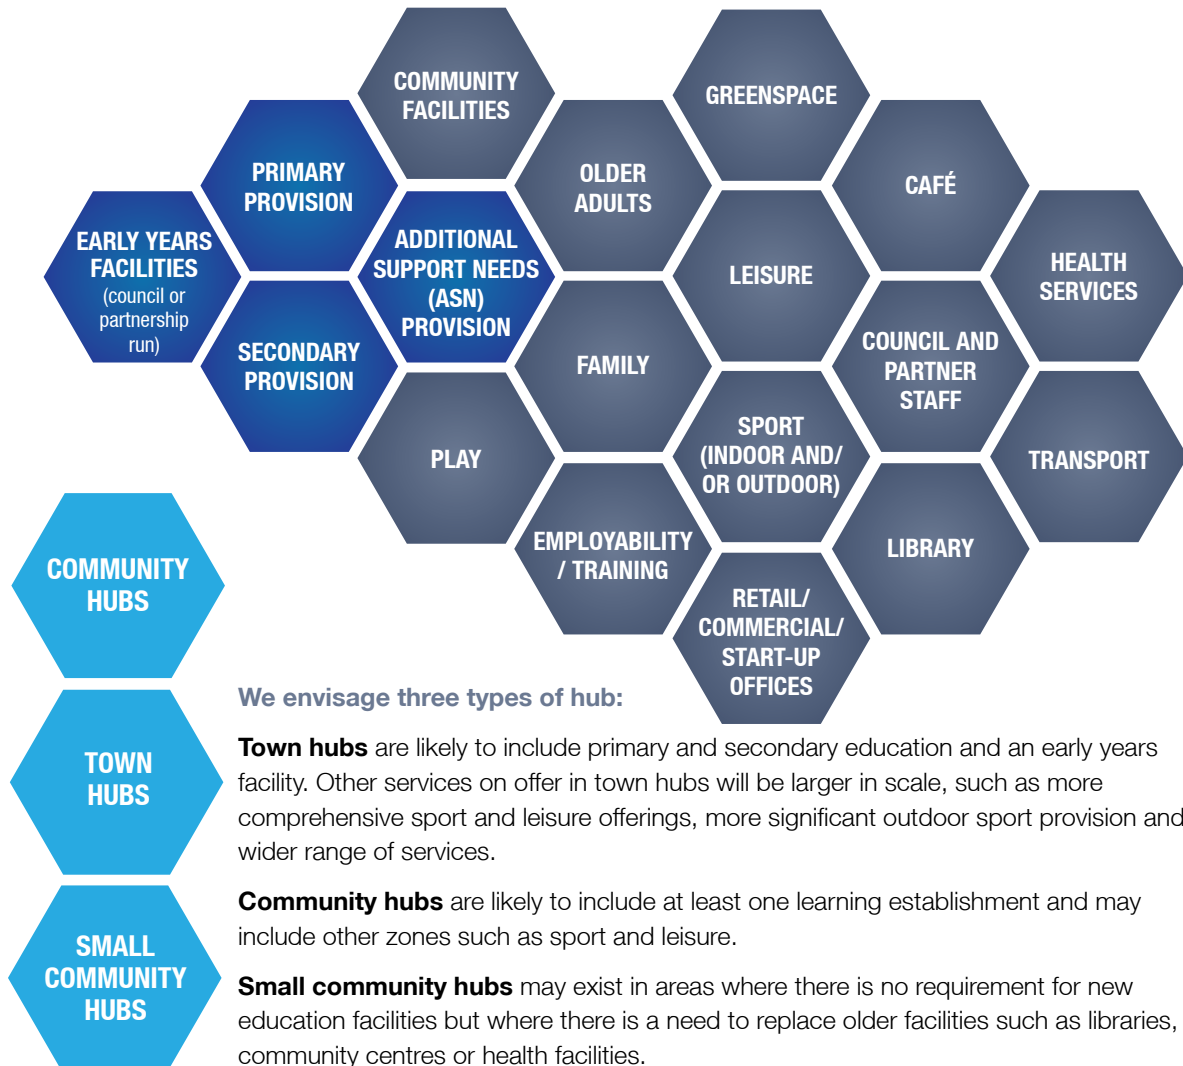 COMMUNITY
FACILITIES
GREENSPACE
PRIMARY
PROVISION
OLDER
ADULTS
CAFÉ
EARLY YEARS
FACILITIES
(council or
partnership
run)
ADDITIONAL
SUPPORT NEEDS
(ASN)
PROVISION
LEISURE
HEALTH
SERVICES
SECONDARY
PROVISION
FAMILY
COUNCIL AND
PARTNER
STAFF
PLAY
SPORT
(INDOOR AND/
OR OUTDOOR)
TRANSPORT
EMPLOYABILITY
/ TRAINING
LIBRARY
RETAIL/
COMMERCIAL/
START-UP
OFFICES
COMMUNITY
HUBS
TOWN
HUBS
SMALL
COMMUNITY
HUBS
We envisage three types of hub:
Town hubs are likely to include primary and secondary education and an early years
facility. Other services on offer in town hubs will be larger in scale, such as more
comprehensive sport and leisure offerings, more significant outdoor sport provision and
wider range of services.
Community hubs are likely to include at least one learning establishment and may
include other zones such as sport and leisure.
Small community hubs may exist in areas where there is no requirement for new
education facilities but where there is a need to replace older facilities such as libraries,
community centres or health facilities.